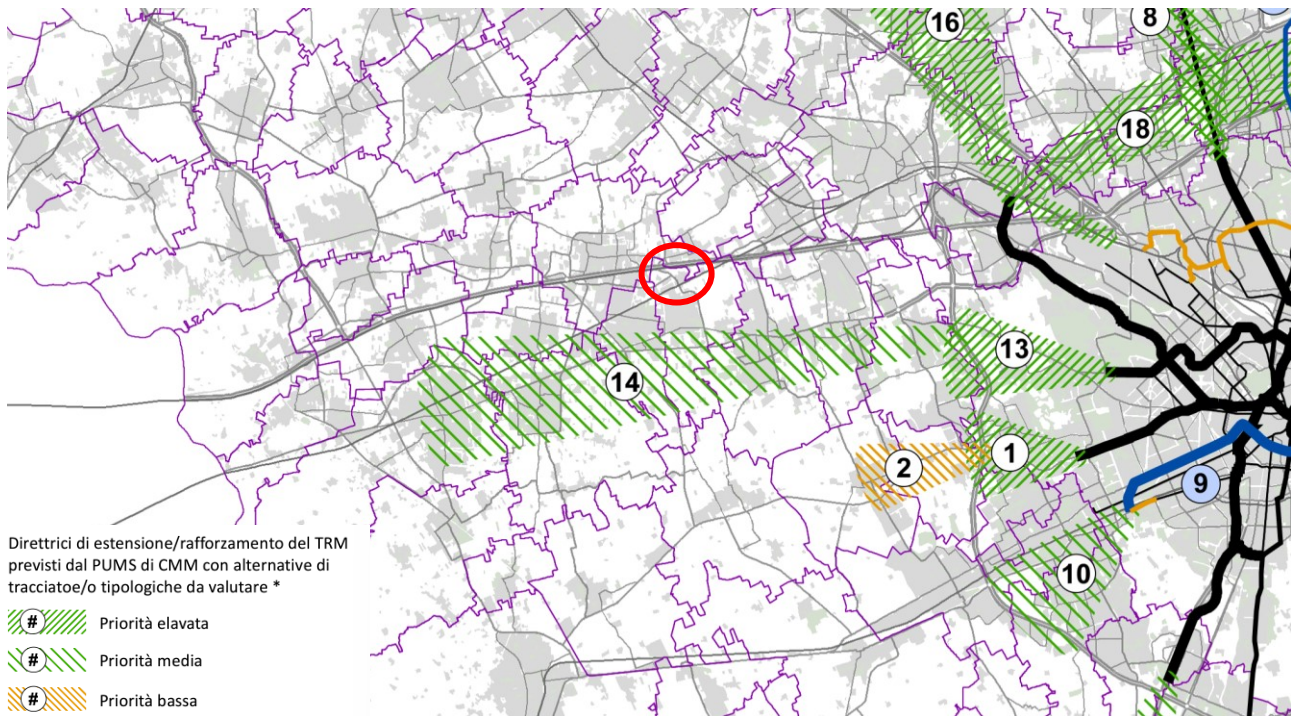 16
8
18
13
14
1
2
9
10
Direttrici di estensione/rafforzamento del TRM
previsti dal PUMS di CMM con alternative di
tracciatoe/o tipologiche da valutare *
# Priorità elavata
# Priorità media
# Priorità bassa